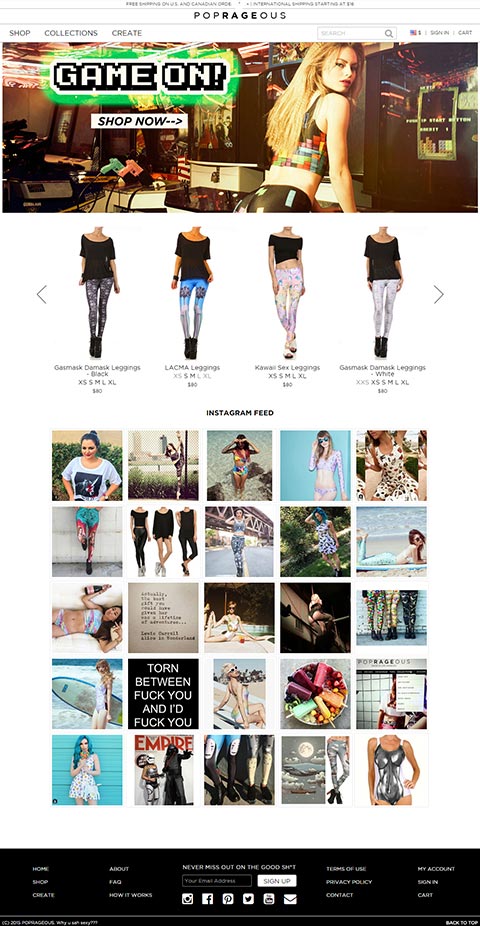 FREE SHIPPING ON U.S. AND CANADIAN ORDE
INTERNATIONAL SHIPPING STARTING AT $16
POPRAGEOUS
SHOP COLLECTIONS CREATE
SEARCH
$ | SIGN IN | CART
GAME ON!
SHOP NOW-->
PUSH START BUTTON
Gasmask Damask Leggings
- Black
XS S M L XL
$80
LACMA Leggings
XS S M L XL
$80
Kawaii Sex Leggings
XS S M L XL
$80
Gasmask Damask Leggings
- White
XXS XS S M L XL
$80
INSTAGRAM FEED
Actually,
the best
gift you
could have
given her
was a lifetime
of adventures...
Lewis Carroll
Alice in Wonderland
TORN
BETWEEN
FUCK YOU
AND I'D
FUCK YOU
POPRAGEOUS
EMPIRE
HOME
SHOP
CREATE
ABOUT
FAQ
HOW IT WORKS
NEVER MISS OUT ON THE GOOD SH*T
Your Email Address
SIGN UP
TERMS OF USE
PRIVACY POLICY
CONTACT
MY ACCOUNT
SIGN IN
CART
(C) 2015 POPRAGEOUS. Why u sah sexy???
BACK TO TOP